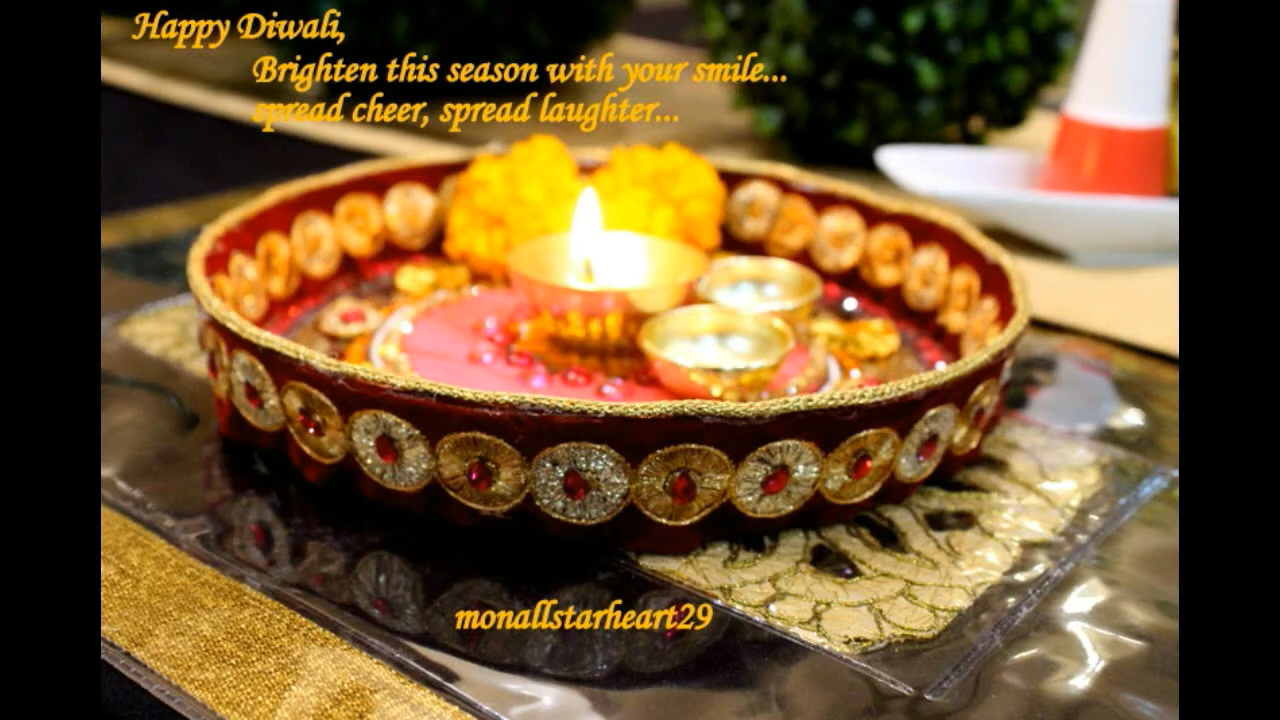 Happy Diwali,
Brighten this season with your smile...
spread cheer, spread laughter...
monallstarheart29